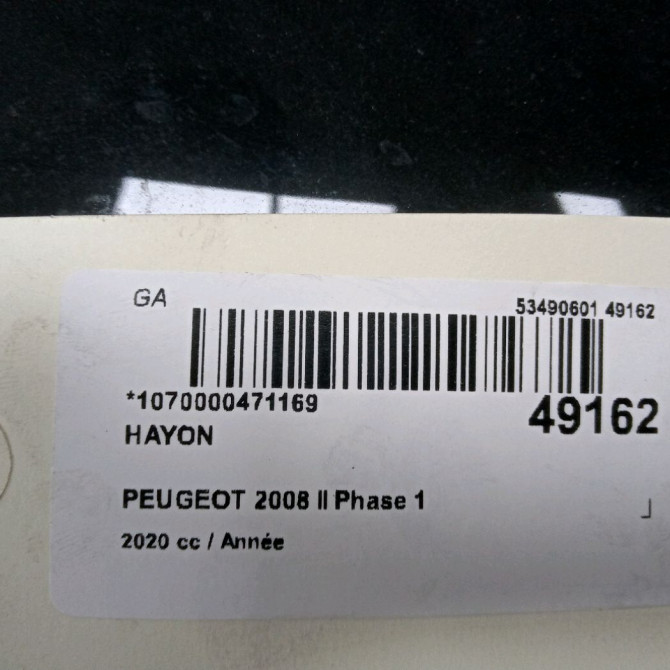 GA
53490601 49162
*1070000471169
49162
HAYON
PEUGEOT 2008 II Phase 1
2020 cc / Année